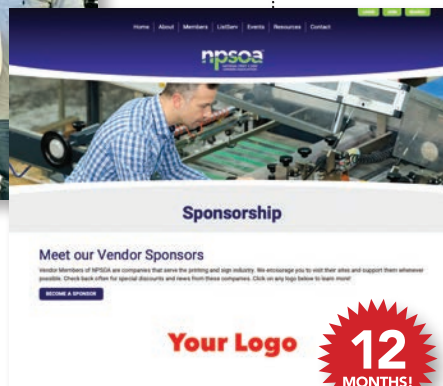 LOGIN JOIN SEARCH
Home About Members ListServ Events Resources Contact
npsoa
Sponsorship
Meet our Vendor Sponsors
Vendor Members of NPSOA are companies that serve the printing and sign industry. We encourage you to visit their sites and support them whenever
possible. Check back often for special discounts and news from these companies. Click on any logo below to learn more!
BECOME A SPONSOR
Your Logo
12
MONTHS!